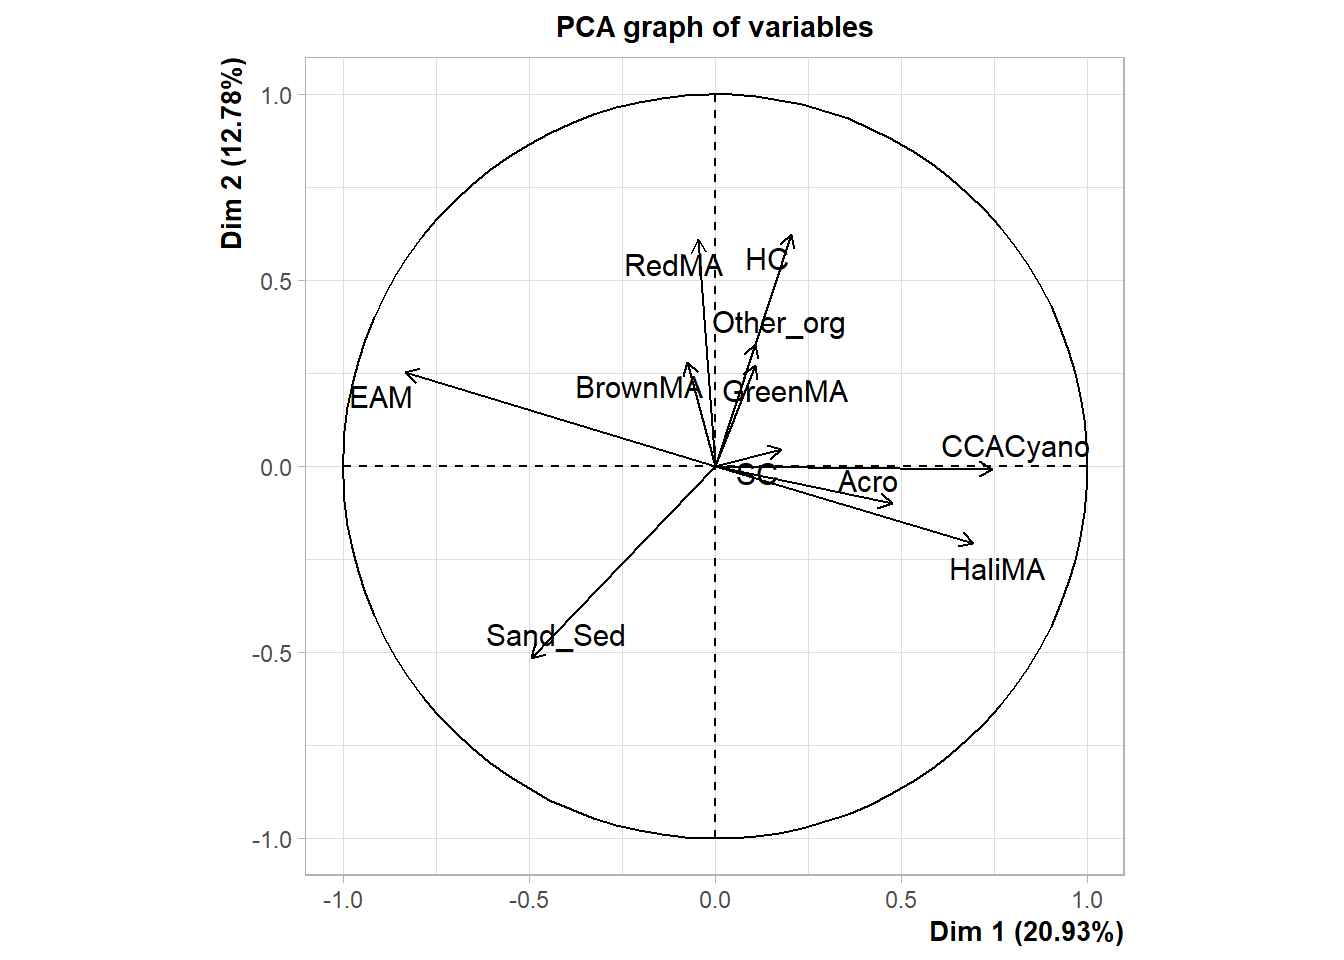 PCA graph of variables
Dim 2 (12.78%)
1.0
0.5
0.0
-0.5
-1.0
RedMA
HC
Other_org
BrownMA
GreenMA
EAM
CCACyano
SC
Acro
HaliMA
Sand_Sed
-1.0
-0.5
0.0
0.5
1.0
Dim 1 (20.93%)